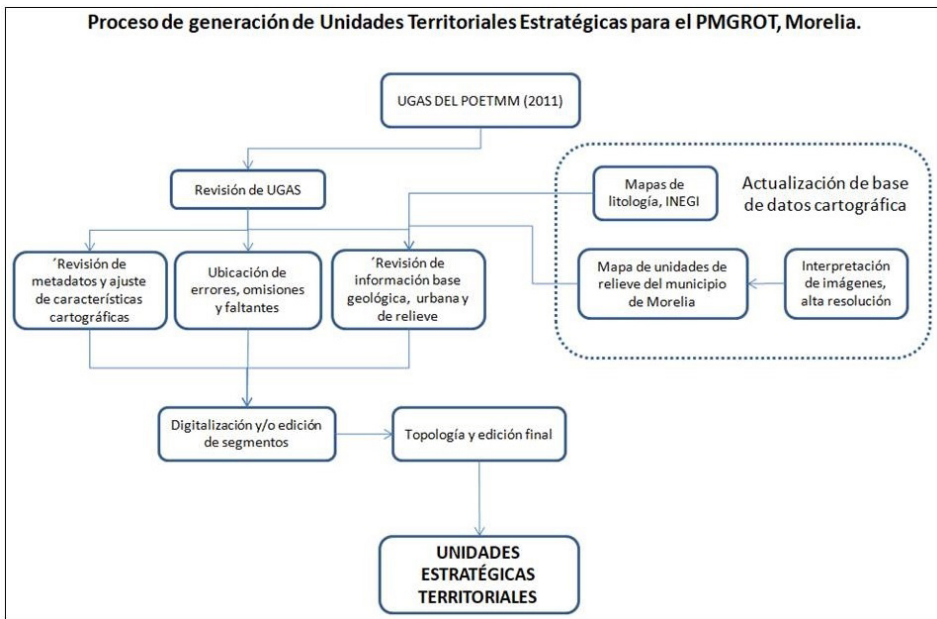 Proceso de generación de Unidades Territoriales Estratégicas para el PMGROT, Morelia.
UGAS DEL POETMM (2011)
Revisión de UGAS
Mapas de
litología, INEGI
Actualización de base
de datos cartográfica
´Revisión de
metadatos y ajuste
de características
cartográficas
Ubicación de
errores, omisiones
y faltantes
´Revisión de
información base
geológica, urbana y
de relieve
Mapa de unidades de
relieve del municipio
de Morelia
Interpretación
de imágenes,
alta resolución
Digitalización y/o edición
de segmentos
Topología y edición final
UNIDADES
ESTRATÉGICAS
TERRITORIALES